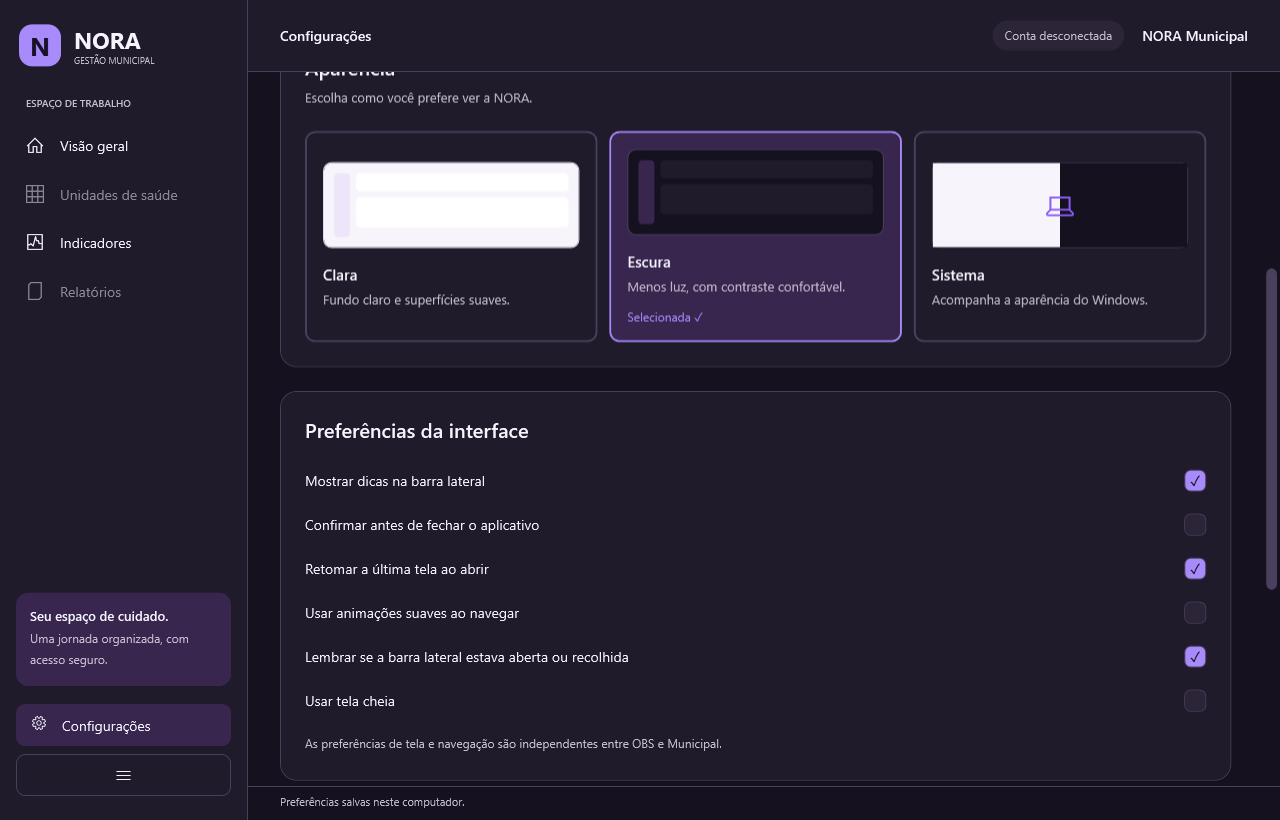 N
NORA
GESTÃO MUNICIPAL
ESPAÇO DE TRABALHO
Visão geral
Unidades de saúde
Indicadores
Relatórios
Seu espaço de cuidado.
Uma jornada organizada, com
acesso seguro.
Configurações
Configurações
Conta desconectada
NORA Municipal
Aparência
Escolha como você prefere ver a NORA.
Clara
Fundo claro e superfícies suaves.
Escura
Menos luz, com contraste confortável.
Selecionada ✓
Sistema
Acompanha a aparência do Windows.
Preferências da interface
Mostrar dicas na barra lateral
Confirmar antes de fechar o aplicativo
Retomar a última tela ao abrir
Usar animações suaves ao navegar
Lembrar se a barra lateral estava aberta ou recolhida
Usar tela cheia
As preferências de tela e navegação são independentes entre OBS e Municipal.
Preferências salvas neste computador.